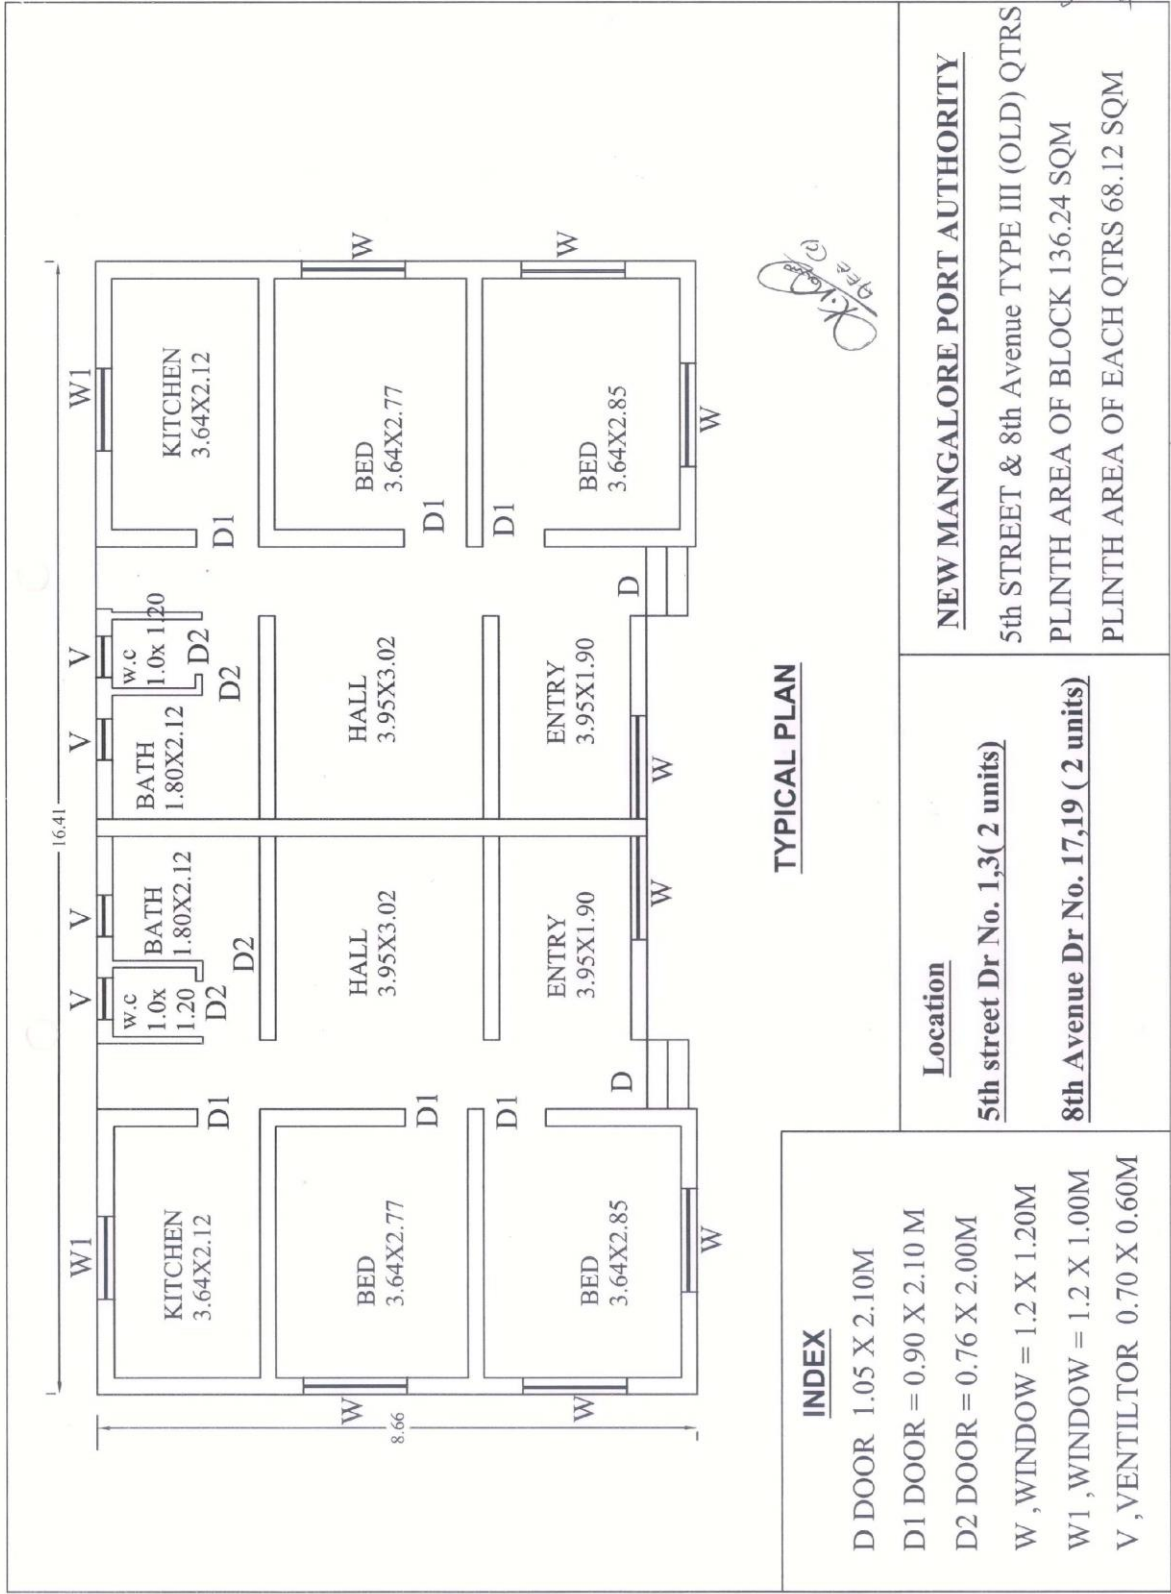 16.41
W1
V
V
V
V
W1
KITCHEN
3.64X2.12
w.c
1.0x
1.20
BATH
1.80X2.12
BATH
1.80X2.12
w.c
1.0x 1.20
KITCHEN
3.64X2.12
D1
D2
D2
D2
D2
D1
8.66
W
BED
3.64X2.77
HALL
3.95X3.02
HALL
3.95X3.02
BED
3.64X2.77
W
D1
D1
D1
D1
W
BED
3.64X2.85
ENTRY
3.95X1.90
ENTRY
3.95X1.90
BED
3.64X2.85
W
D
D
W
W
W
W
TYPICAL PLAN
INDEX
D DOOR 1.05 X 2.10M
D1 DOOR = 0.90 X 2.10 M
D2 DOOR = 0.76 X 2.00M
W ,WINDOW = 1.2 X 1.20M
W1 ,WINDOW = 1.2 X 1.00M
V ,VENTILTOR 0.70 X 0.60M
Location
5th street Dr No. 1,3( 2 units)
8th Avenue Dr No. 17,19 ( 2 units)
NEW MANGALORE PORT AUTHORITY
5th STREET & 8th Avenue TYPE III (OLD) QTRS
PLINTH AREA OF BLOCK 136.24 SQM
PLINTH AREA OF EACH QTRS 68.12 SQM